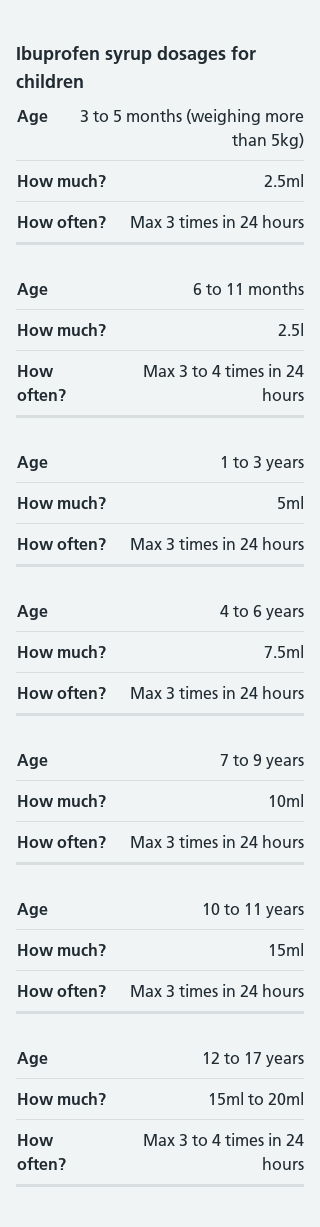 Ibuprofen syrup dosages for
children
Age 3 to 5 months (weighing more
than 5kg)
How much? 2.5ml
How often? Max 3 times in 24 hours
Age 6 to 11 months
How much? 2.5l
How Max 3 to 4 times in 24
often? hours
Age 1 to 3 years
How much? 5ml
How often? Max 3 times in 24 hours
Age 4 to 6 years
How much? 7.5ml
How often? Max 3 times in 24 hours
Age 7 to 9 years
How much? 10ml
How often? Max 3 times in 24 hours
Age 10 to 11 years
How much? 15ml
How often? Max 3 times in 24 hours
Age 12 to 17 years
How much? 15ml to 20ml
How Max 3 to 4 times in 24
often? hours